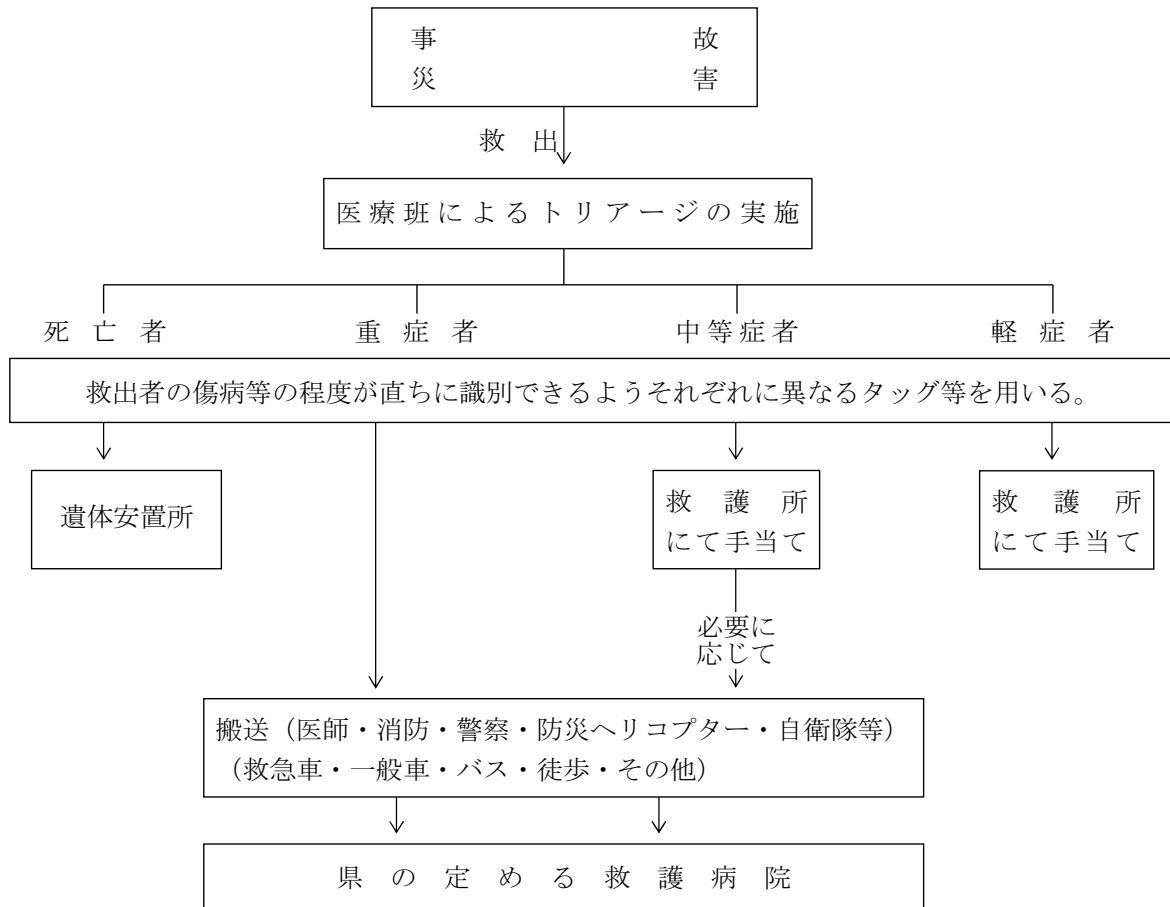 事故
災害
救出
医療班によるトリアージの実施
死亡者
重症者
中等症者
軽症者
救出者の傷病等の程度が直ちに識別できるようそれぞれに異なるタッグ等を用いる。
遺体安置所
救護所
にて手当て
救護所
にて手当て
必要に
応じて
搬送（医師・消防・警察・防災ヘリコプター・自衛隊等）
（救急車・一般車・バス・徒歩・その他）
県の定める救護病院